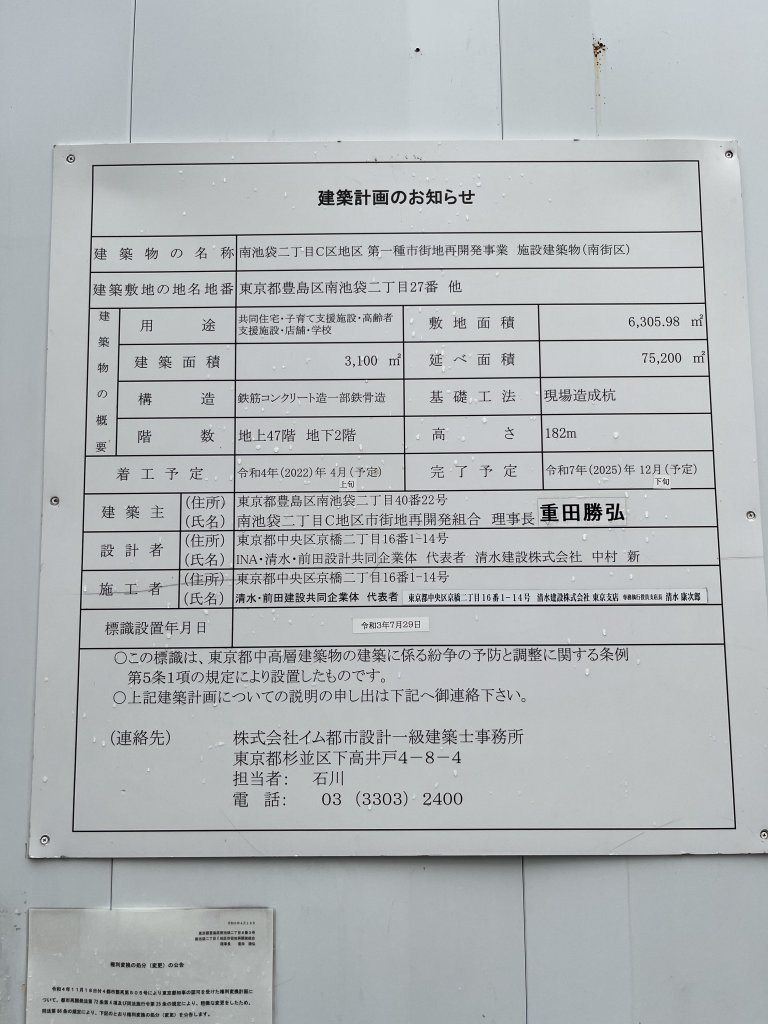 建築計画のお知らせ
建築物の名称 南池袋二丁目C区地区 第一種市街地再開発事業 施設建築物(南街区)
建築敷地の地名地番 東京都豊島区南池袋二丁目27番 他
建築物の概要
用途 共同住宅・子育て支援施設・高齢者
支援施設・店舗・学校
敷地面積 6,305.98 ㎡
建築面積 3,100 ㎡ 延べ面積 75,200 ㎡
構造 鉄筋コンクリート造一部鉄骨造 基礎工法 現場造成杭
階数 地上47階 地下2階 高さ 182m
着工予定 令和4年(2022)年 4月(予定) 完了予定 令和7年(2025)年 12月(予定)
上旬 下旬
建築主 (住所) 東京都豊島区南池袋二丁目40番22号
(氏名) 南池袋二丁目C地区市街地再開発組合 理事長 重田勝弘
設計者 (住所) 東京都中央区京橋二丁目16番1-14号
(氏名) INA・清水・前田設計共同企業体 代表者 清水建設株式会社 中村 新
施工者 (住所) 東京都中央区京橋二丁目16番1-14号
(氏名) 清水・前田建設共同企業体 代表者 東京都中央区京橋二丁目16番1-14号 清水建設株式会社 東京支店 専務執行役員支店長 清水 康次郎
標識設置年月日 令和3年7月29日
○この標識は、東京都中高層建築物の建築に係る紛争の予防と調整に関する条例
第5条1項の規定により設置したものです。
○上記建築計画についての説明の申し出は下記へ御連絡下さい。
(連絡先) 株式会社イム都市設計一級建築士事務所
東京都杉並区下高井戸4-8-4
担当者: 石川
電話: 03 (3303) 2400
権利変換の処分(変更)の公告